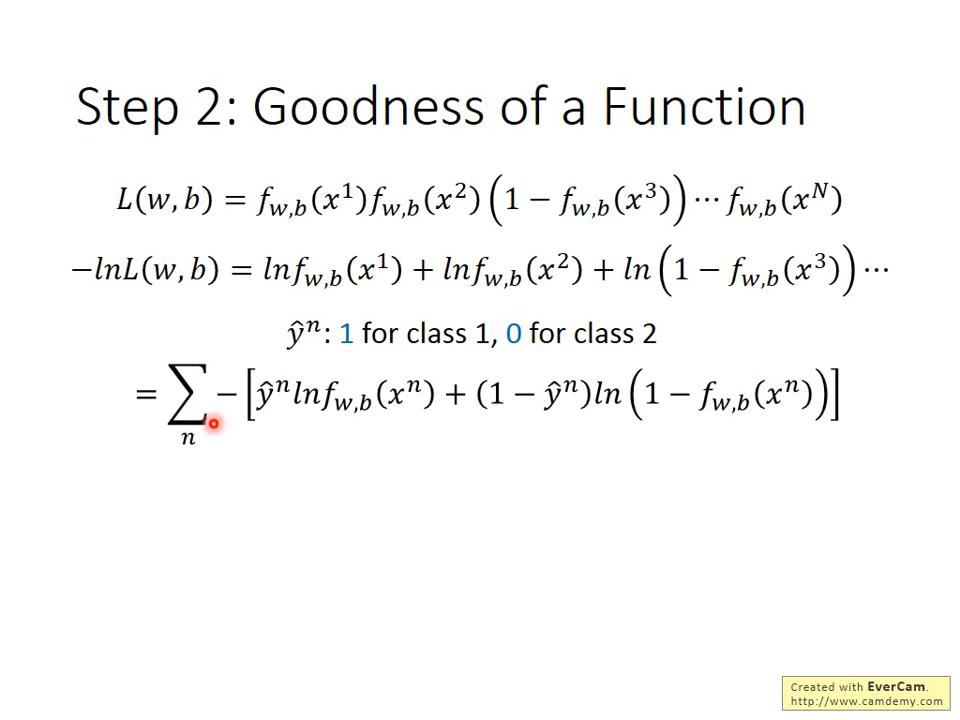 Step 2: Goodness of a Function
L(w, b) = f_{w,b}(x^1)f_{w,b}(x^2)(1 − f_{w,b}(x^3)) ⋯ f_{w,b}(x^N)
−lnL(w, b) = lnf_{w,b}(x^1) + lnf_{w,b}(x^2) + ln(1 − f_{w,b}(x^3)) ⋯
ŷ^n: 1 for class 1, 0 for class 2
= ∑_n − [ŷ^n lnf_{w,b}(x^n) + (1 − ŷ^n)ln(1 − f_{w,b}(x^n))]
Created with EverCam.
http://www.camdemy.com